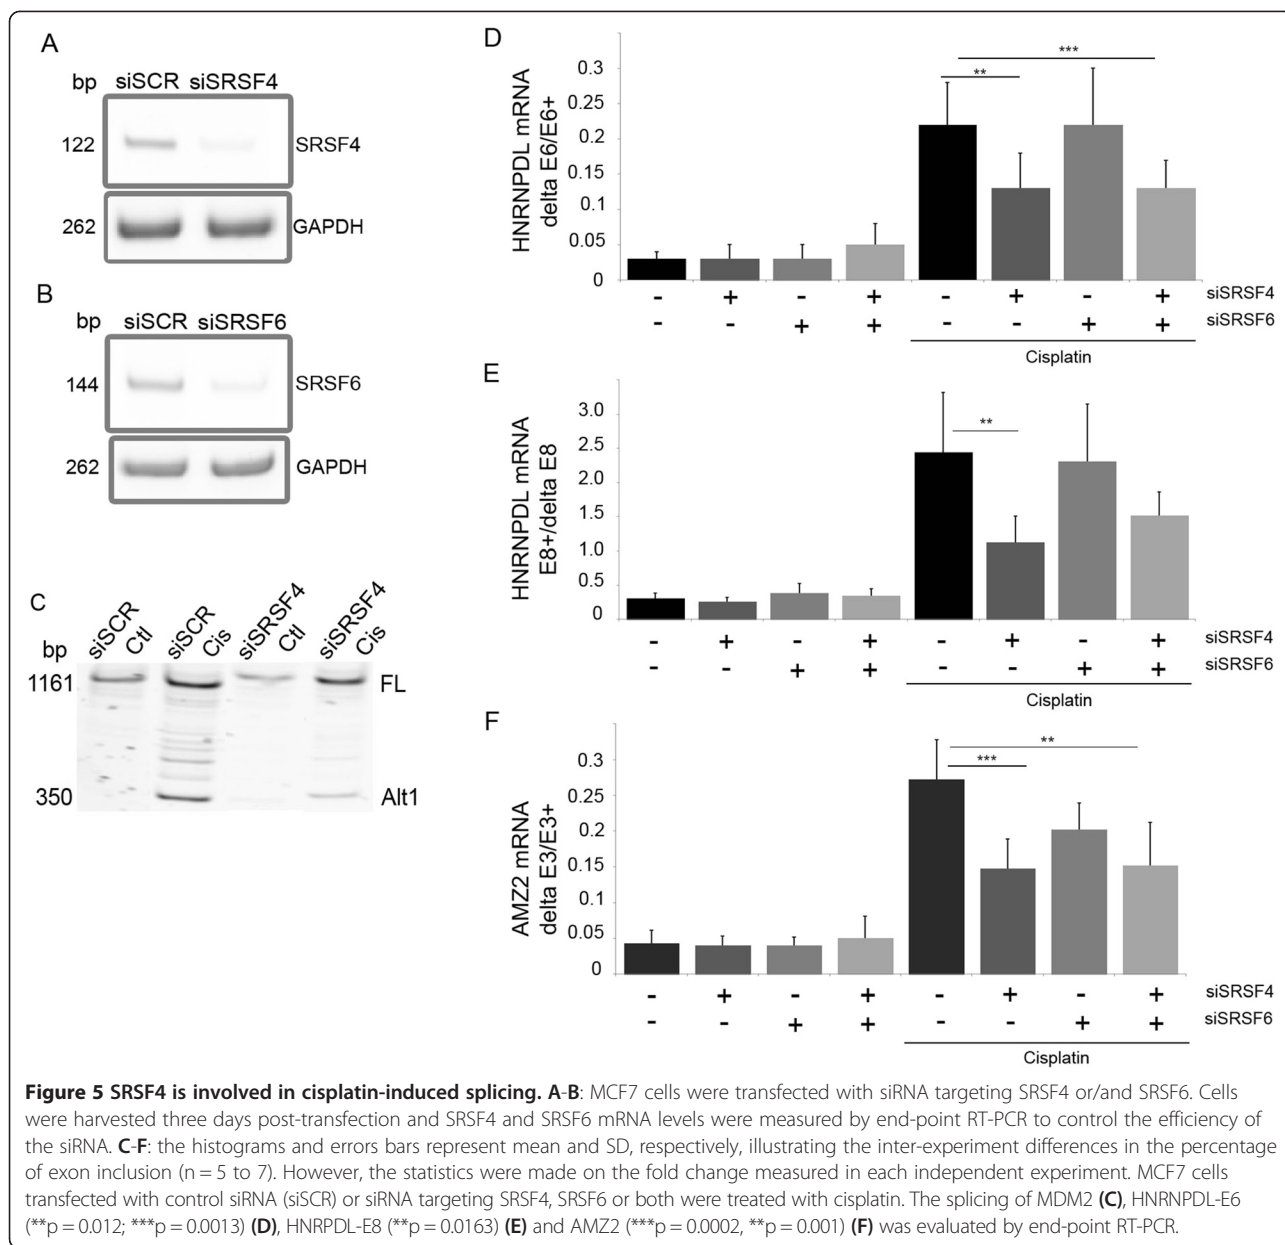 A
bp siSCR siSRSF4
122 SRSF4
262 GAPDH
B
bp siSCR siSRSF6
144 SRSF6
262 GAPDH
C
bp siSCR Ctl siSCR Cis siSRSF4 Ctl siSRSF4 Cis
1161 FL
350 Alt1
D
HNRNPDL mRNA
delta E6/E6+
0.3
0.25
0.2
0.15
0.1
0.05
0
**
***
- + - + - + - + siSRSF4
- - + + - - + + siSRSF6
Cisplatin
E
HNRNPDL mRNA
E8+/delta E8
3.0
2.5
2.0
1.5
1.0
0.5
0
**
- + - + - + - + siSRSF4
- - + + - - + + siSRSF6
Cisplatin
F
AMZ2 mRNA
delta E3/E3+
0.3
0.25
0.2
0.15
0.1
0.05
0
**
***
- + - + - + - + siSRSF4
- - + + - - + + siSRSF6
Cisplatin
Figure 5 SRSF4 is involved in cisplatin-induced splicing. A-B: MCF7 cells were transfected with siRNA targeting SRSF4 or/and SRSF6. Cells
were harvested three days post-transfection and SRSF4 and SRSF6 mRNA levels were measured by end-point RT-PCR to control the efficiency of
the siRNA. C-F: the histograms and errors bars represent mean and SD, respectively, illustrating the inter-experiment differences in the percentage
of exon inclusion (n = 5 to 7). However, the statistics were made on the fold change measured in each independent experiment. MCF7 cells
transfected with control siRNA (siSCR) or siRNA targeting SRSF4, SRSF6 or both were treated with cisplatin. The splicing of MDM2 (C), HNRNPDL-E6
(**p = 0.012; ***p = 0.0013) (D), HNRPDL-E8 (**p = 0.0163) (E) and AMZ2 (***p = 0.0002, **p = 0.001) (F) was evaluated by end-point RT-PCR.